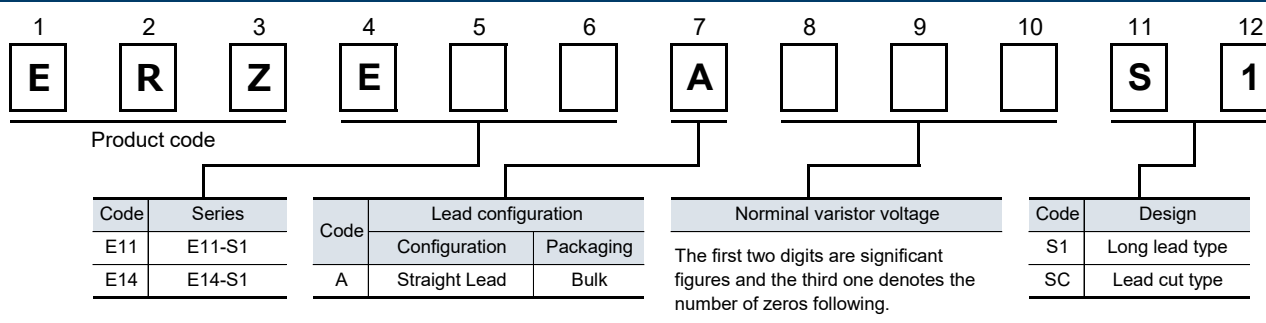 1 2 3 4 5 6 7 8 9 10 11 12
E R Z E A S 1
Product code
Code Series
E11 E11-S1
E14 E14-S1
Code Lead configuration
Configuration Packaging
A Straight Lead Bulk
Norminal varistor voltage
The first two digits are significant
figures and the third one denotes the
number of zeros following.
Code Design
S1 Long lead type
SC Lead cut type